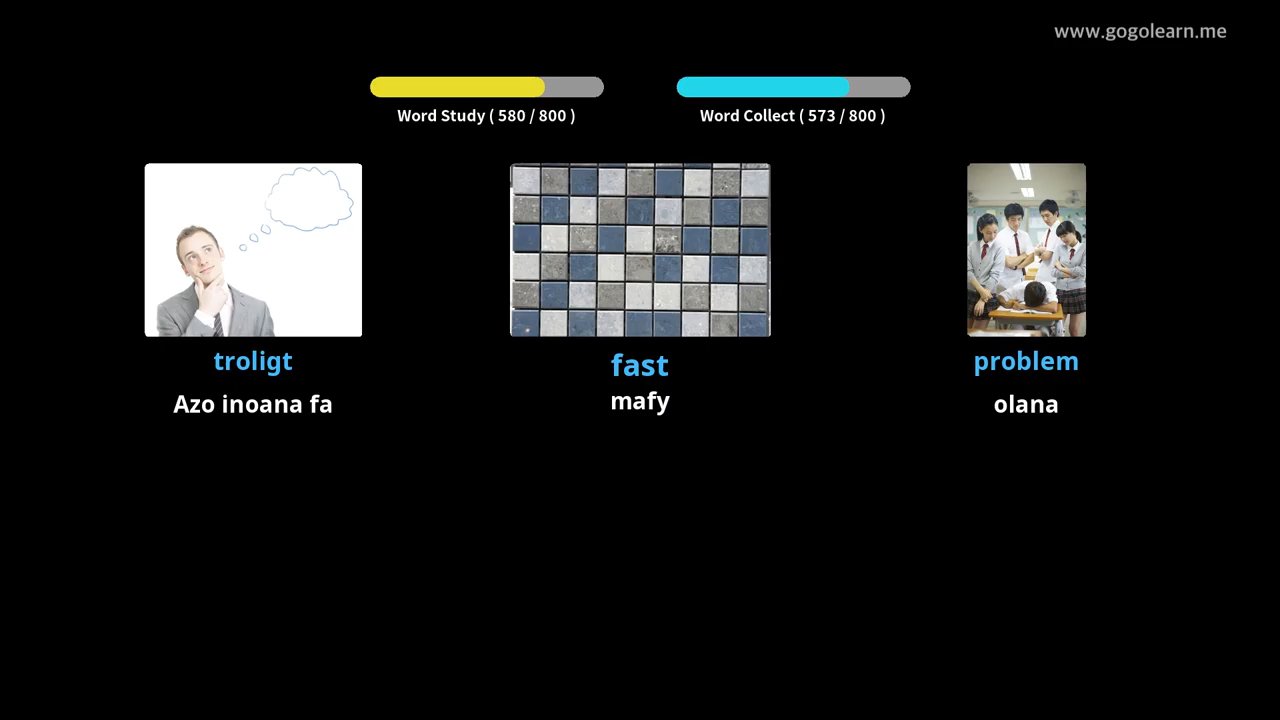 www.gogolearn.me
Word Study ( 580 / 800 )
Word Collect ( 573 / 800 )
troligt
fast
problem
Azo inoana fa
mafy
olana